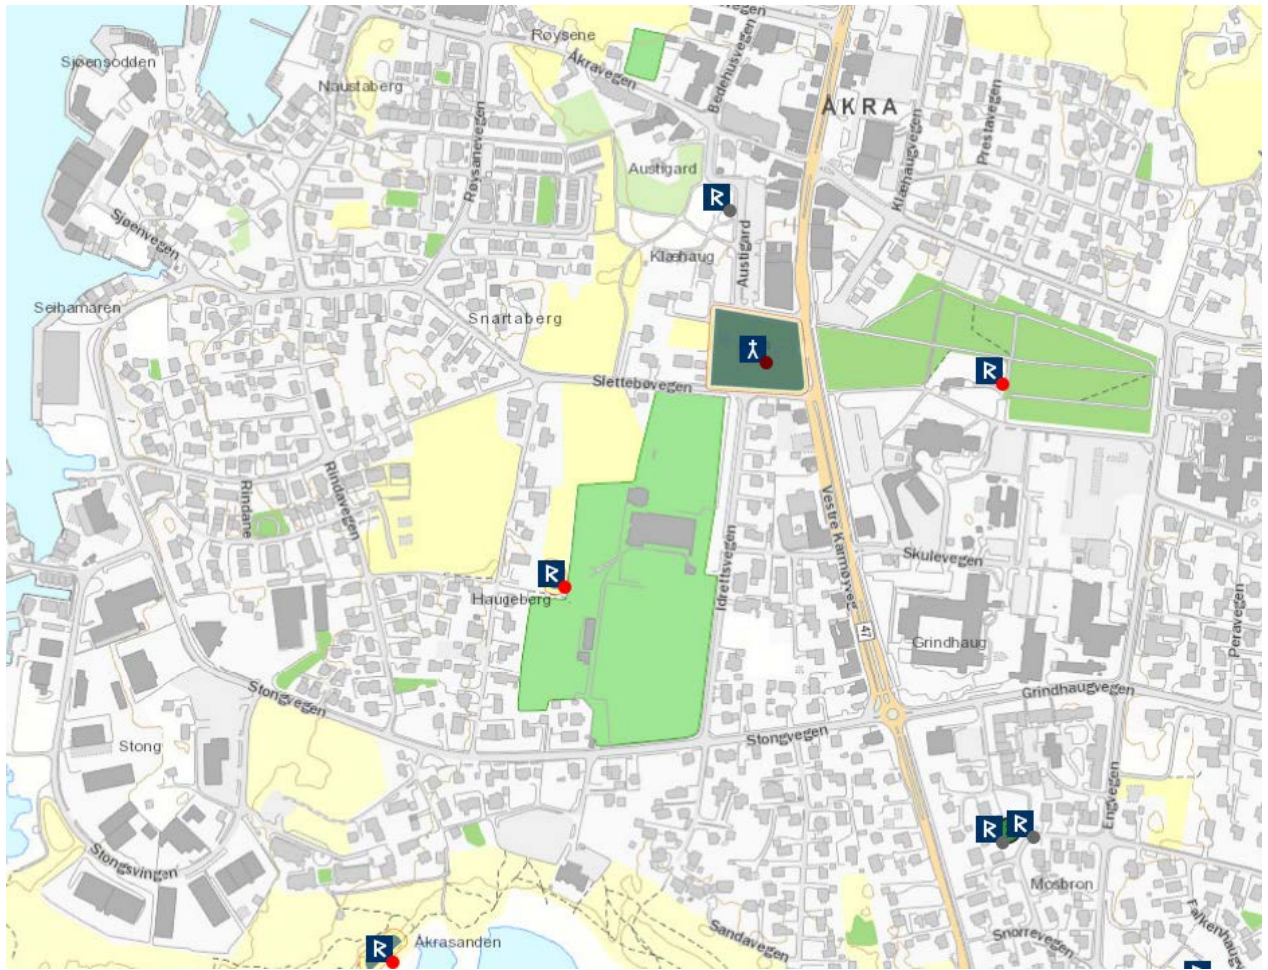 Røysene
Sjøensodden
Åkravegen
Bedehusvegen
Naustaberg
ÅKRA
Prestavegen
Røysanevegen
Austigard
Klæhaugvegen
Sjøenvegen
Austigard
Klæhaug
Seihamaren
Snartaberg
Slettebøvegen
Rindane
Rindavegen
Vestre Karmøyveg
Idrettsvegen
Skulevegen
Haugeberg
Peravegen
47
Grindhaug
Stongvegen
Grindhaugvegen
Stong
Stongvegen
Engvegen
Stongsvingen
Mosbron
Åkrasanden
Sandavegen
Snorrevegen